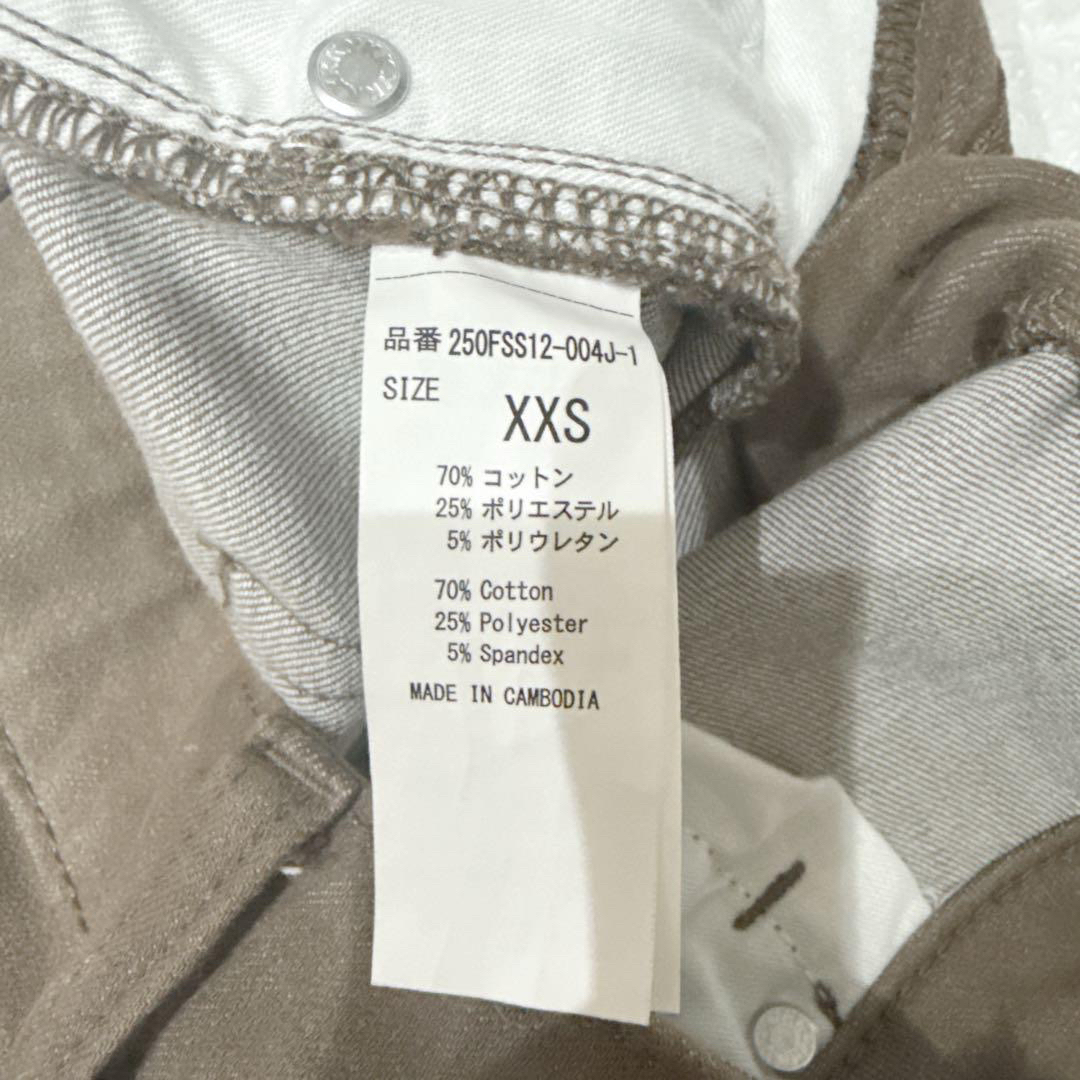 品番 250FSS12-004J-1
SIZE
XXS
70% コットン
25% ポリエステル
5% ポリウレタン
70% Cotton
25% Polyester
5% Spandex
MADE IN CAMBODIA